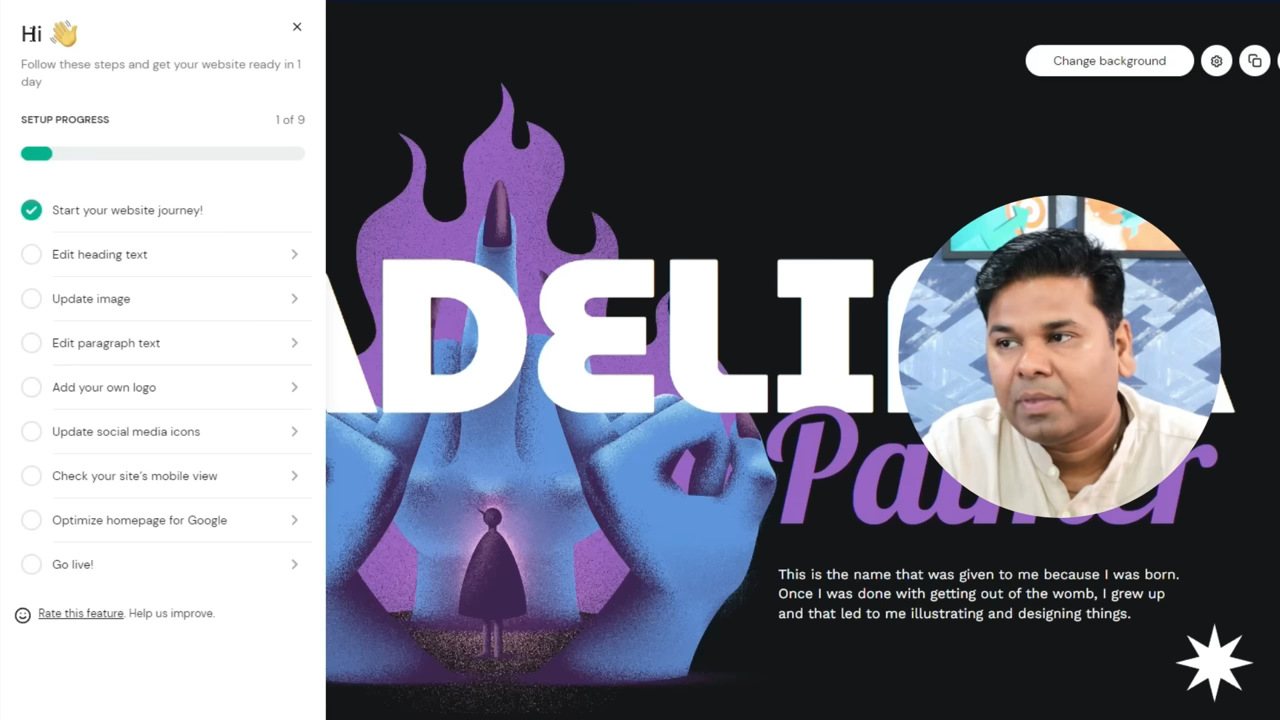 Hi
Follow these steps and get your website ready in 1
day
SETUP PROGRESS
1 of 9
Start your website journey!
Edit heading text
Update image
Edit paragraph text
Add your own logo
Update social media icons
Check your site's mobile view
Optimize homepage for Google
Go live!
Rate this feature. Help us improve.
Change background
This is the name that was given to me because I was born.
Once I was done with getting out of the womb, I grew up
and that led to me illustrating and designing things.